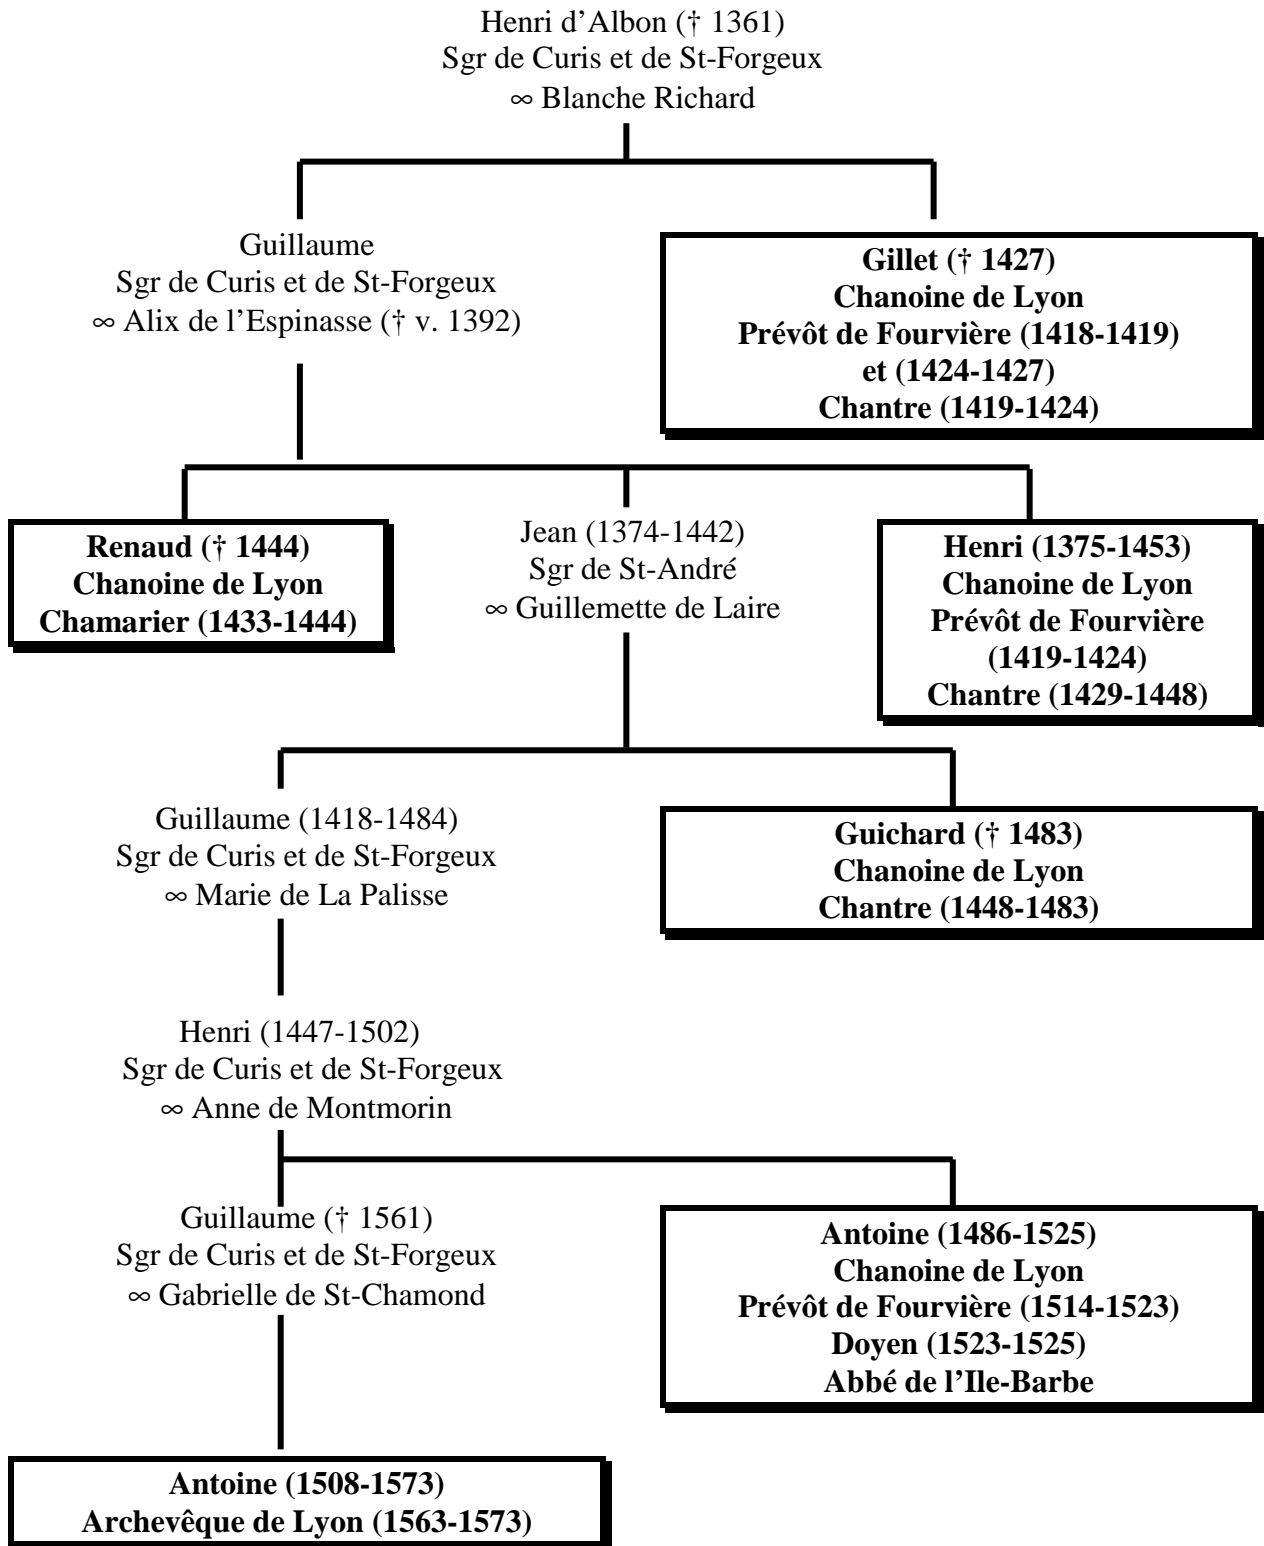 Henri d’Albon († 1361)
Sgr de Curis et de St-Forgeux
∞ Blanche Richard
Guillaume
Sgr de Curis et de St-Forgeux
∞ Alix de l’Espinasse († v. 1392)
Gillet († 1427)
Chanoine de Lyon
Prévôt de Fourvière (1418-1419)
et (1424-1427)
Chantre (1419-1424)
Renaud († 1444)
Chanoine de Lyon
Chamarier (1433-1444)
Jean (1374-1442)
Sgr de St-André
∞ Guillemette de Laire
Henri (1375-1453)
Chanoine de Lyon
Prévôt de Fourvière
(1419-1424)
Chantre (1429-1448)
Guillaume (1418-1484)
Sgr de Curis et de St-Forgeux
∞ Marie de La Palisse
Guichard († 1483)
Chanoine de Lyon
Chantre (1448-1483)
Henri (1447-1502)
Sgr de Curis et de St-Forgeux
∞ Anne de Montmorin
Guillaume († 1561)
Sgr de Curis et de St-Forgeux
∞ Gabrielle de St-Chamond
Antoine (1486-1525)
Chanoine de Lyon
Prévôt de Fourvière (1514-1523)
Doyen (1523-1525)
Abbé de l’Ile-Barbe
Antoine (1508-1573)
Archevêque de Lyon (1563-1573)